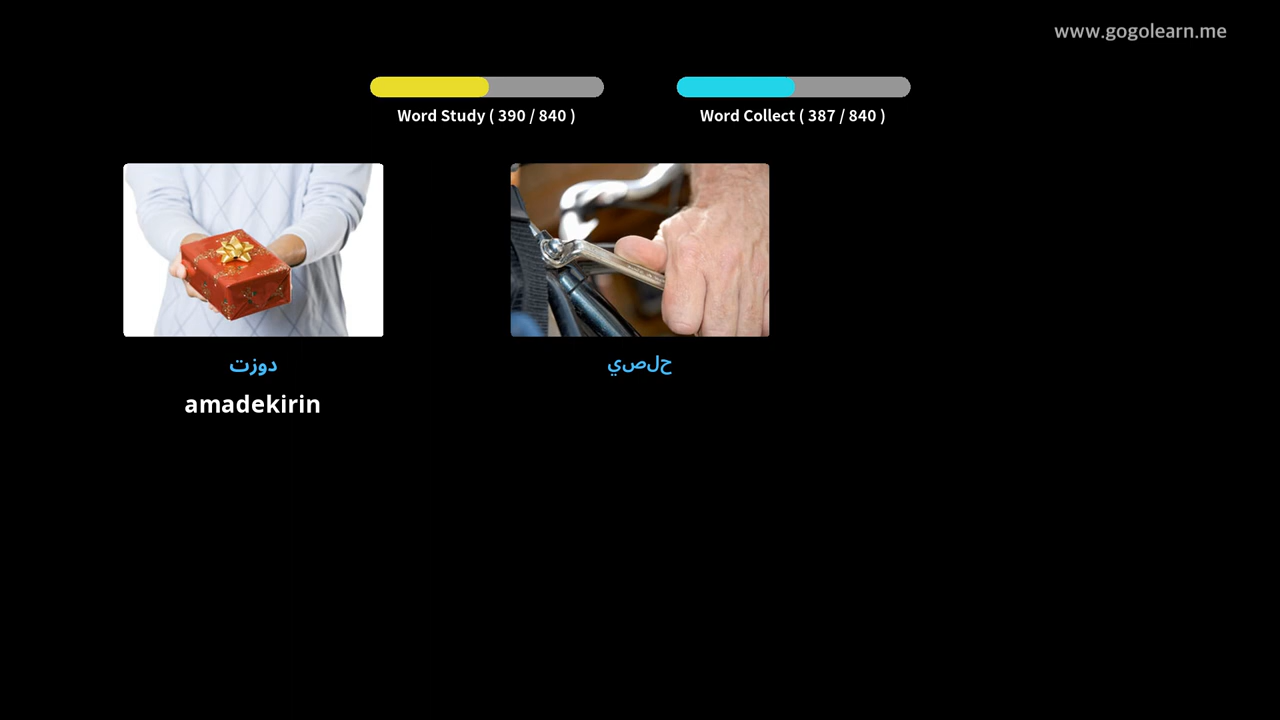 www.gogolearn.me
Word Study ( 390 / 840 )
Word Collect ( 387 / 840 )
دوزت
amadekirin
حلصي